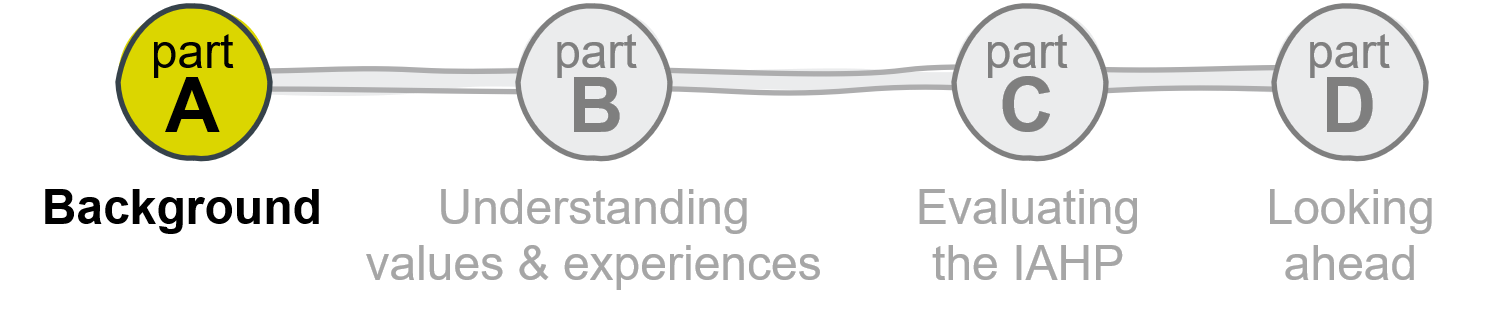 part
A
Background
part
B
Understanding
values & experiences
part
C
Evaluating
the IAHP
part
D
Looking
ahead